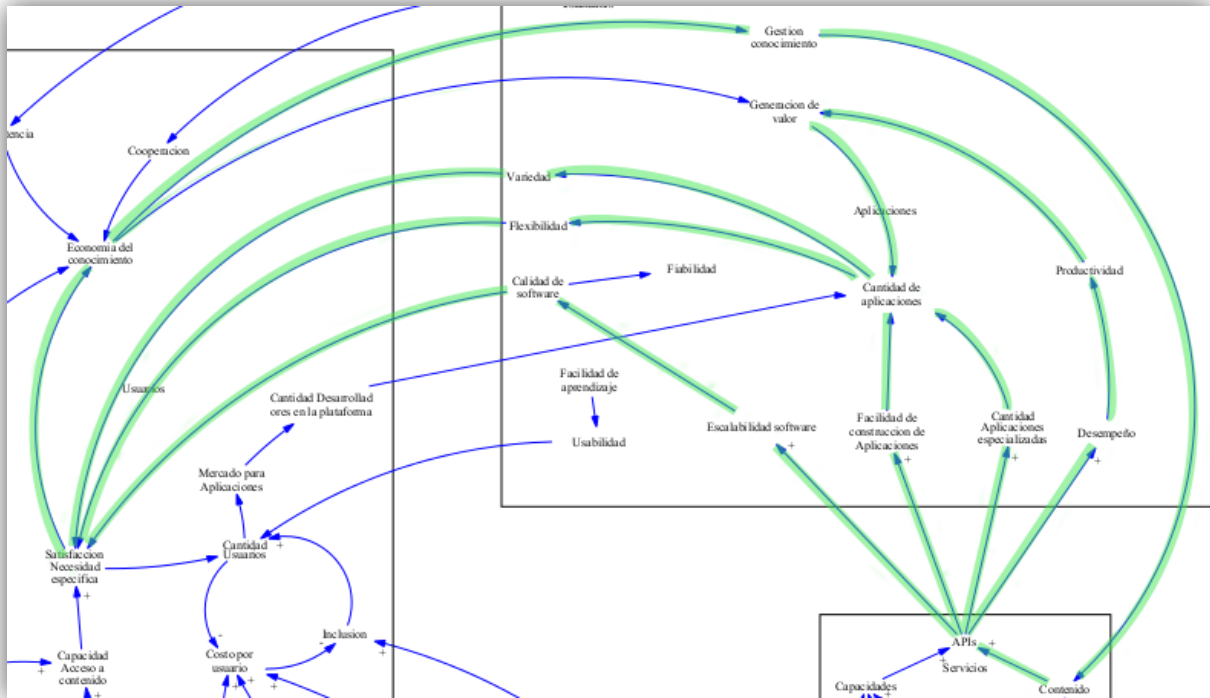 Gestion
conocimiento
Generacion de
valor
Cooperacion
Variedad
Aplicaciones
Flexibilidad
Economia del
conocimiento
Fiabilidad
Productividad
Calidad de
software
Cantidad de
aplicaciones
Facilidad de
aprendizaje
Usuarios
Cantidad Desarrollad
ores en la plataforma
Escalabilidad software
+
Facilidad de
construccion de
Aplicaciones
+
Cantidad
Aplicaciones
especializadas
+
Desempeño
+
Usabilidad
Mercado para
Aplicaciones
Cantidad
Usuarios
+
Satisfaccion
Necesidad
especifica
+
Inclusion
-
+
-
Costo por
usuario
+
+
+
Capacidad
Acceso a
contenido
+
+
APIs
+
+
Servicios
Capacidades
Contenido